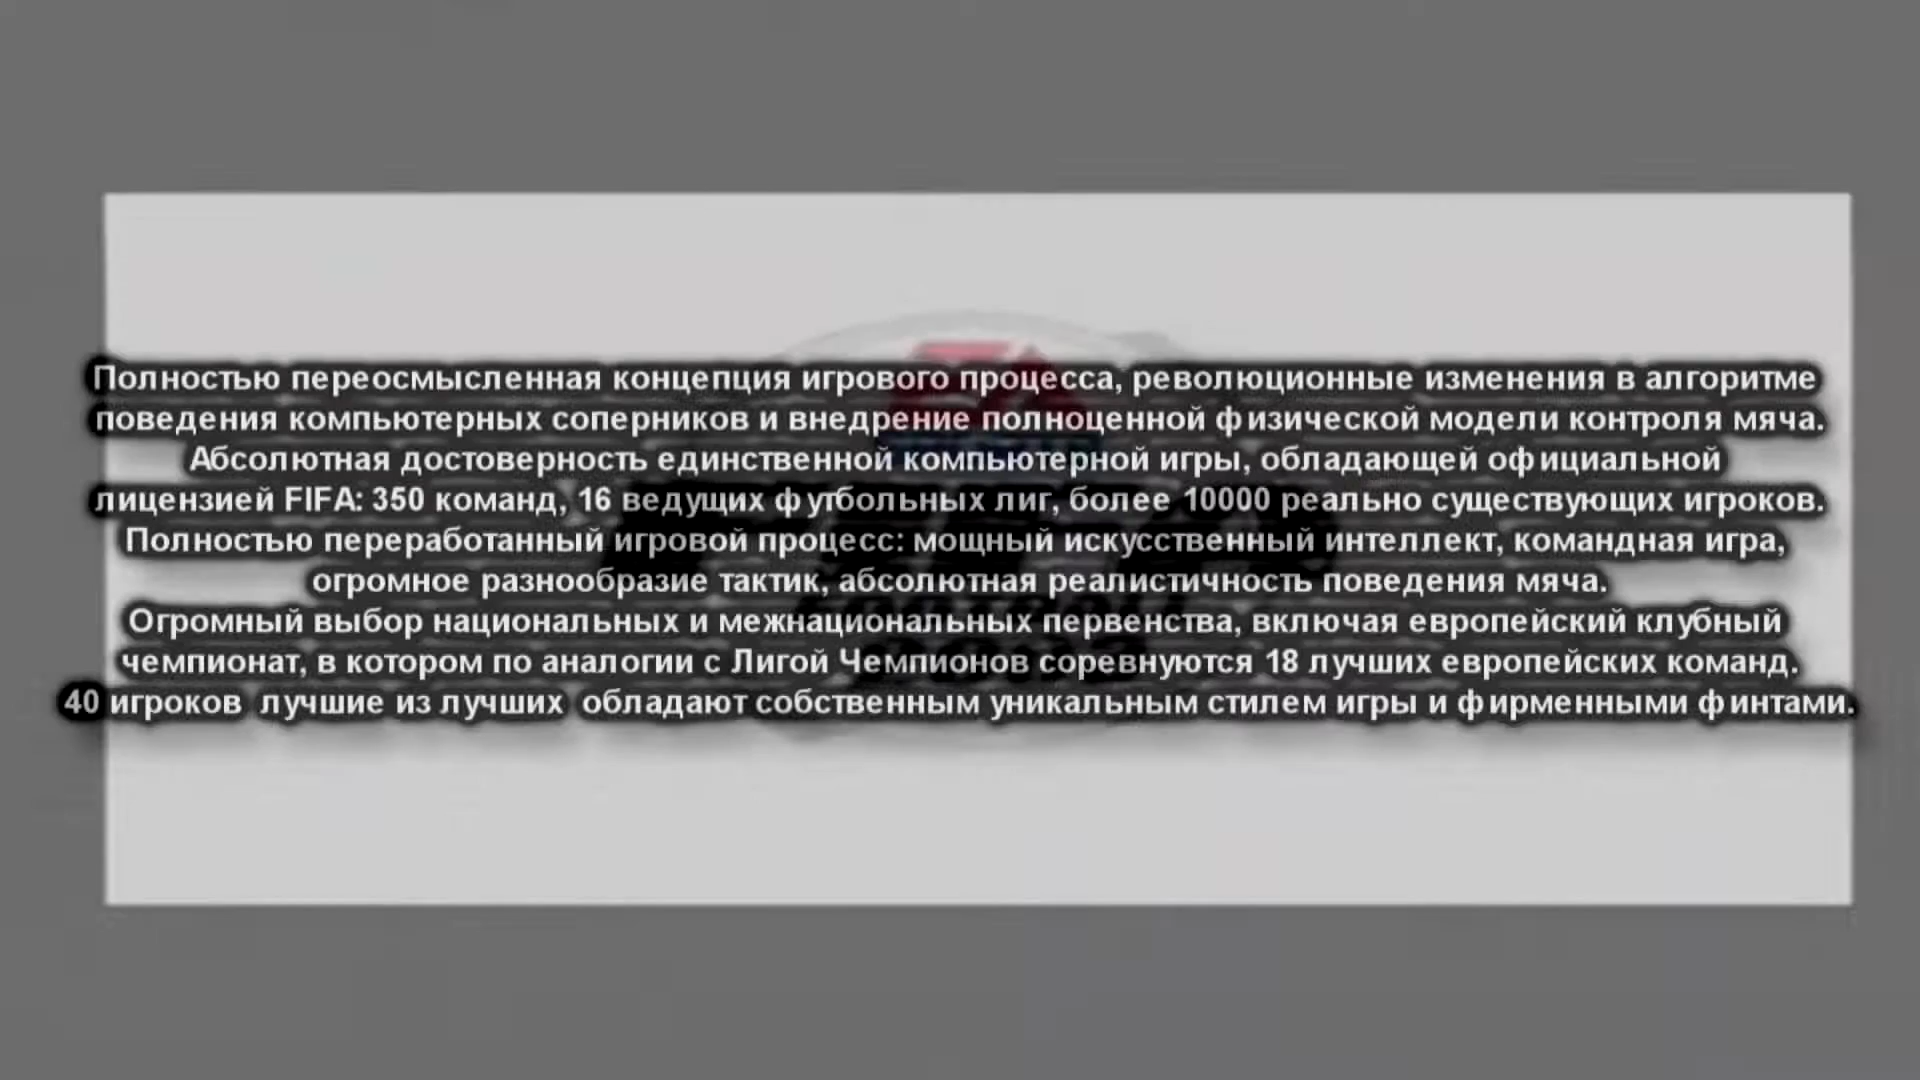 Полностью переосмысленная концепция игрового процесса, революционные изменения в алгоритме
поведения компьютерных соперников и внедрение полноценной физической модели контроля мяча.
Абсолютная достоверность единственной компьютерной игры, обладающей официальной
лицензией FIFA: 350 команд, 16 ведущих футбольных лиг, более 10000 реально существующих игроков.
Полностью переработанный игровой процесс: мощный искусственный интеллект, командная игра,
огромное разнообразие тактик, абсолютная реалистичность поведения мяча.
Огромный выбор национальных и межнациональных первенства, включая европейский клубный
чемпионат, в котором по аналогии с Лигой Чемпионов соревнуются 18 лучших европейских команд.
40 игроков лучшие из лучших обладают собственным уникальным стилем игры и фирменными финтами.